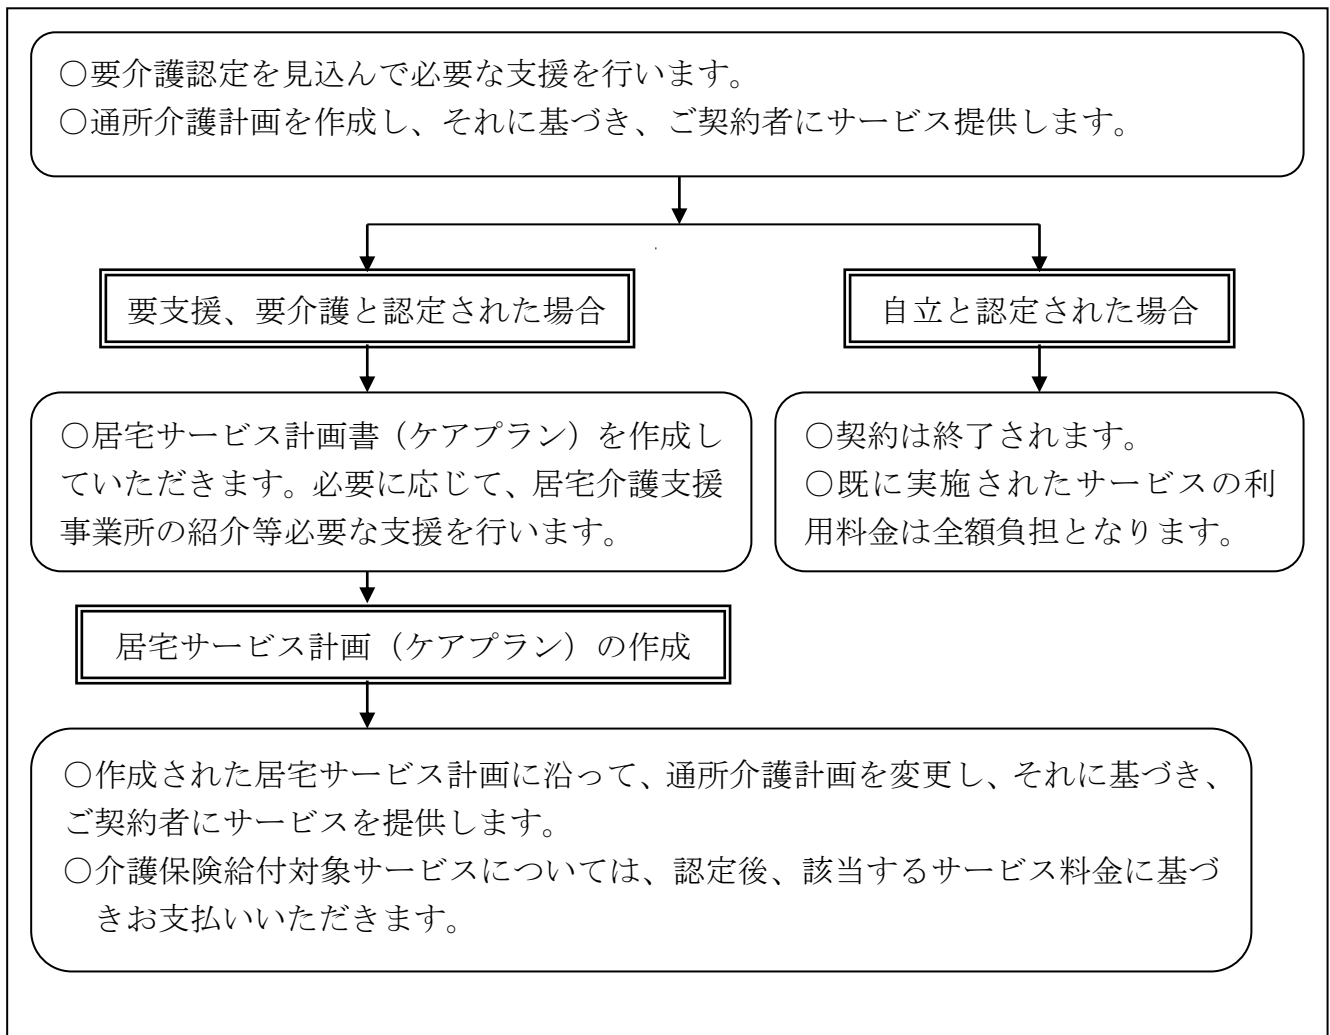 ○要介護認定を見込んで必要な支援を行います。
○通所介護計画を作成し、それに基づき、ご契約者にサービス提供します。
要支援、要介護と認定された場合
自立と認定された場合
○居宅サービス計画書（ケアプラン）を作成し
ていただきます。必要に応じて、居宅介護支援
事業所の紹介等必要な支援を行います。
○契約は終了されます。
○既に実施されたサービスの利
用料金は全額負担となります。
居宅サービス計画（ケアプラン）の作成
○作成された居宅サービス計画に沿って、通所介護計画を変更し、それに基づき、
ご契約者にサービスを提供します。
○介護保険給付対象サービスについては、認定後、該当するサービス料金に基づ
きお支払いいただきます。